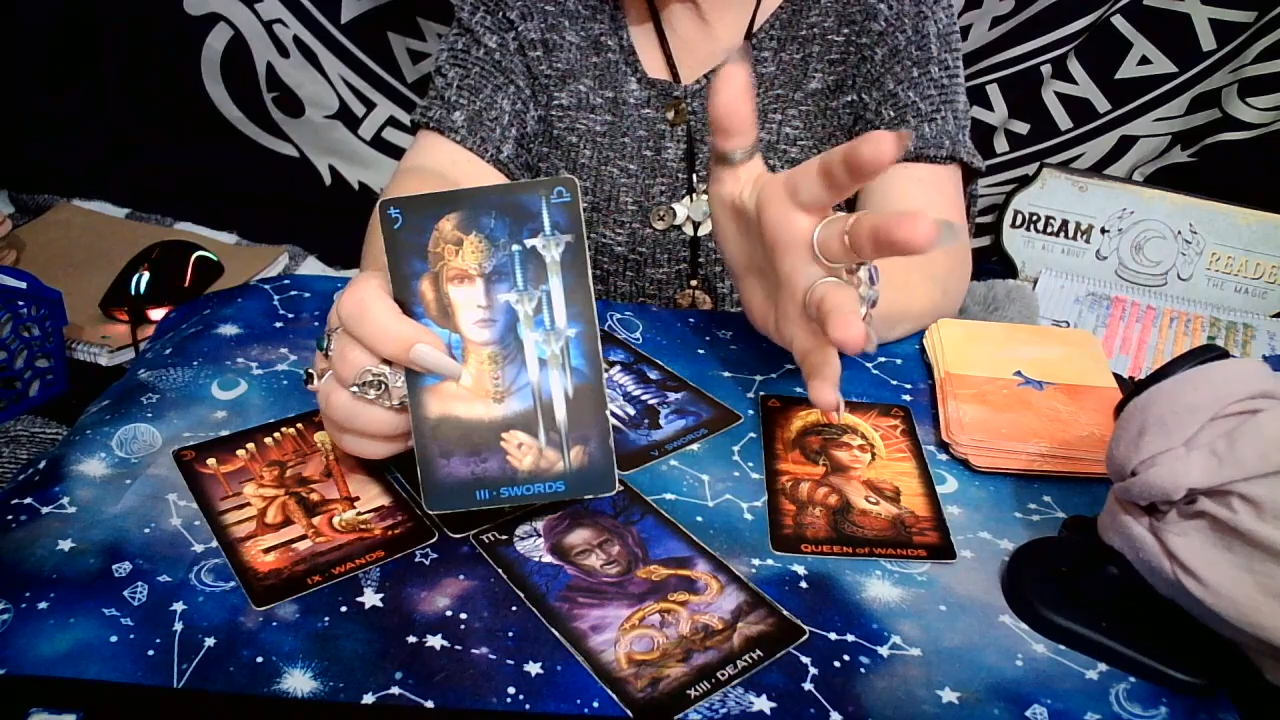 DREAM
IT'S ALL ABOUT
READE
THE MAGIC
III · SWORDS
V · SWORDS
IX · WANDS
QUEEN of WANDS
XIII · DEATH